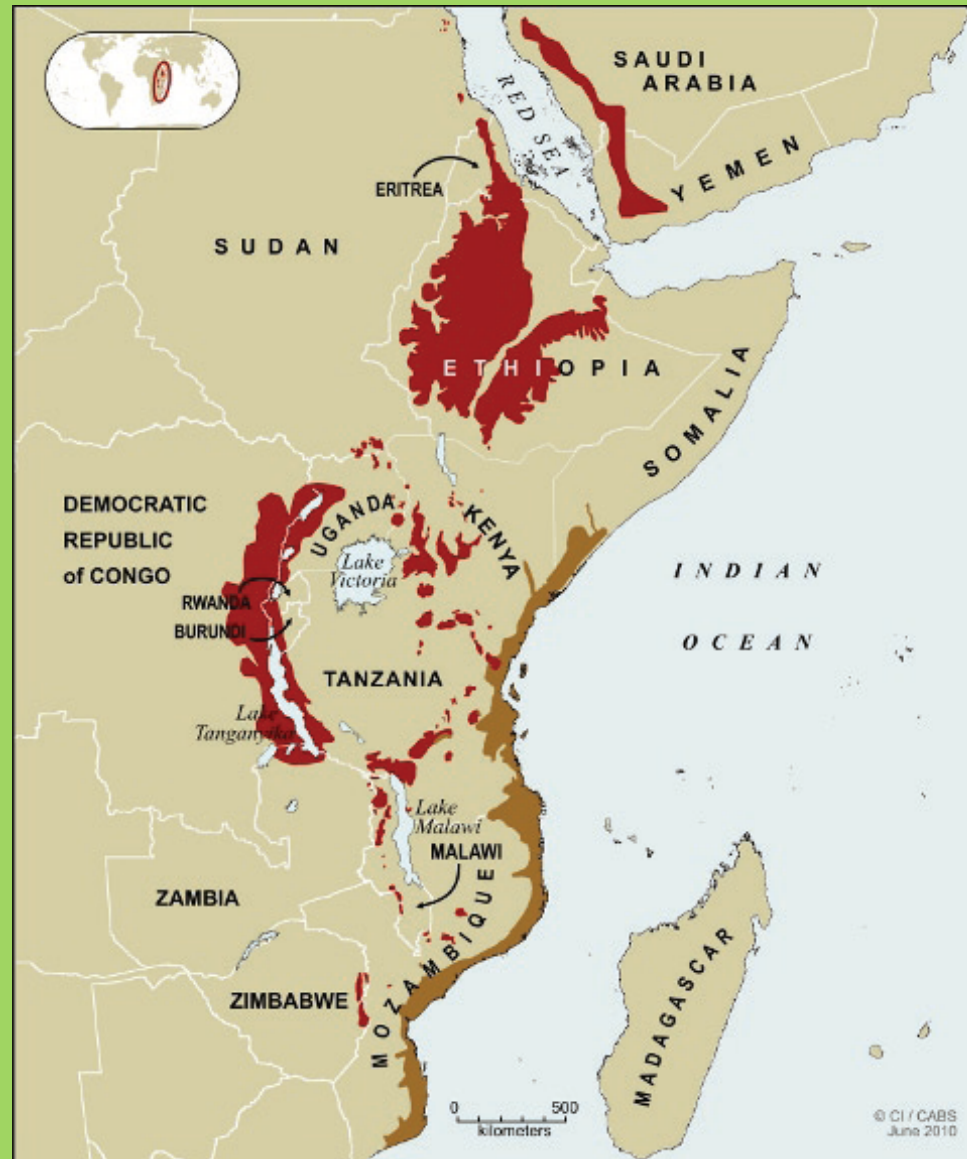 SAUDI
ARABIA
RED SEA
YEMEN
ERITREA
SUDAN
ETHIOPIA
SOMALIA
DEMOCRATIC
REPUBLIC
of CONGO
UGANDA
KENYA
Lake
Victoria
INDIAN
OCEAN
RWANDA
BURUNDI
TANZANIA
Lake
Tanganyika
Lake
Malawi
MALAWI
ZAMBIA
MOZAMBIQUE
ZIMBABWE
MADAGASCAR
0 500
kilometers
© CI / CABS
June 2010